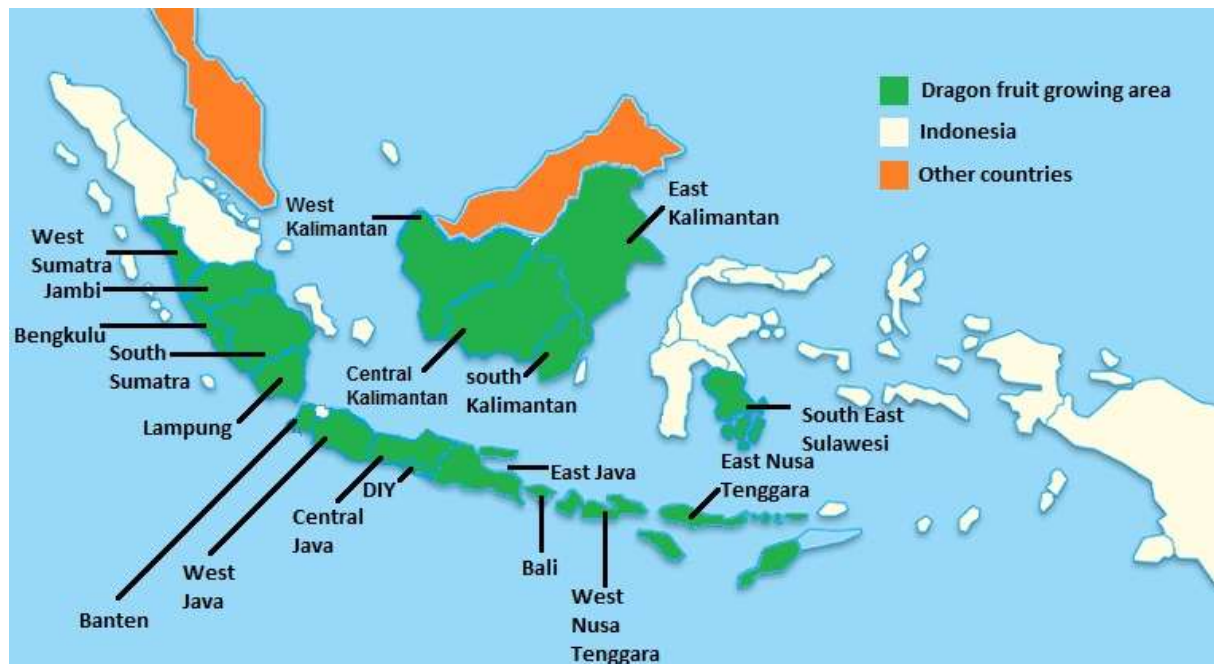 Dragon fruit growing area
Indonesia
Other countries
West
Kalimantan
East
Kalimantan
West
Sumatra
Jambi
Bengkulu
South
Sumatra
Lampung
Central
Kalimantan
south
Kalimantan
South East
Sulawesi
East Nusa
Tenggara
East Java
DIY
Central
Java
West
Java
Banten
Bali
West
Nusa
Tenggara